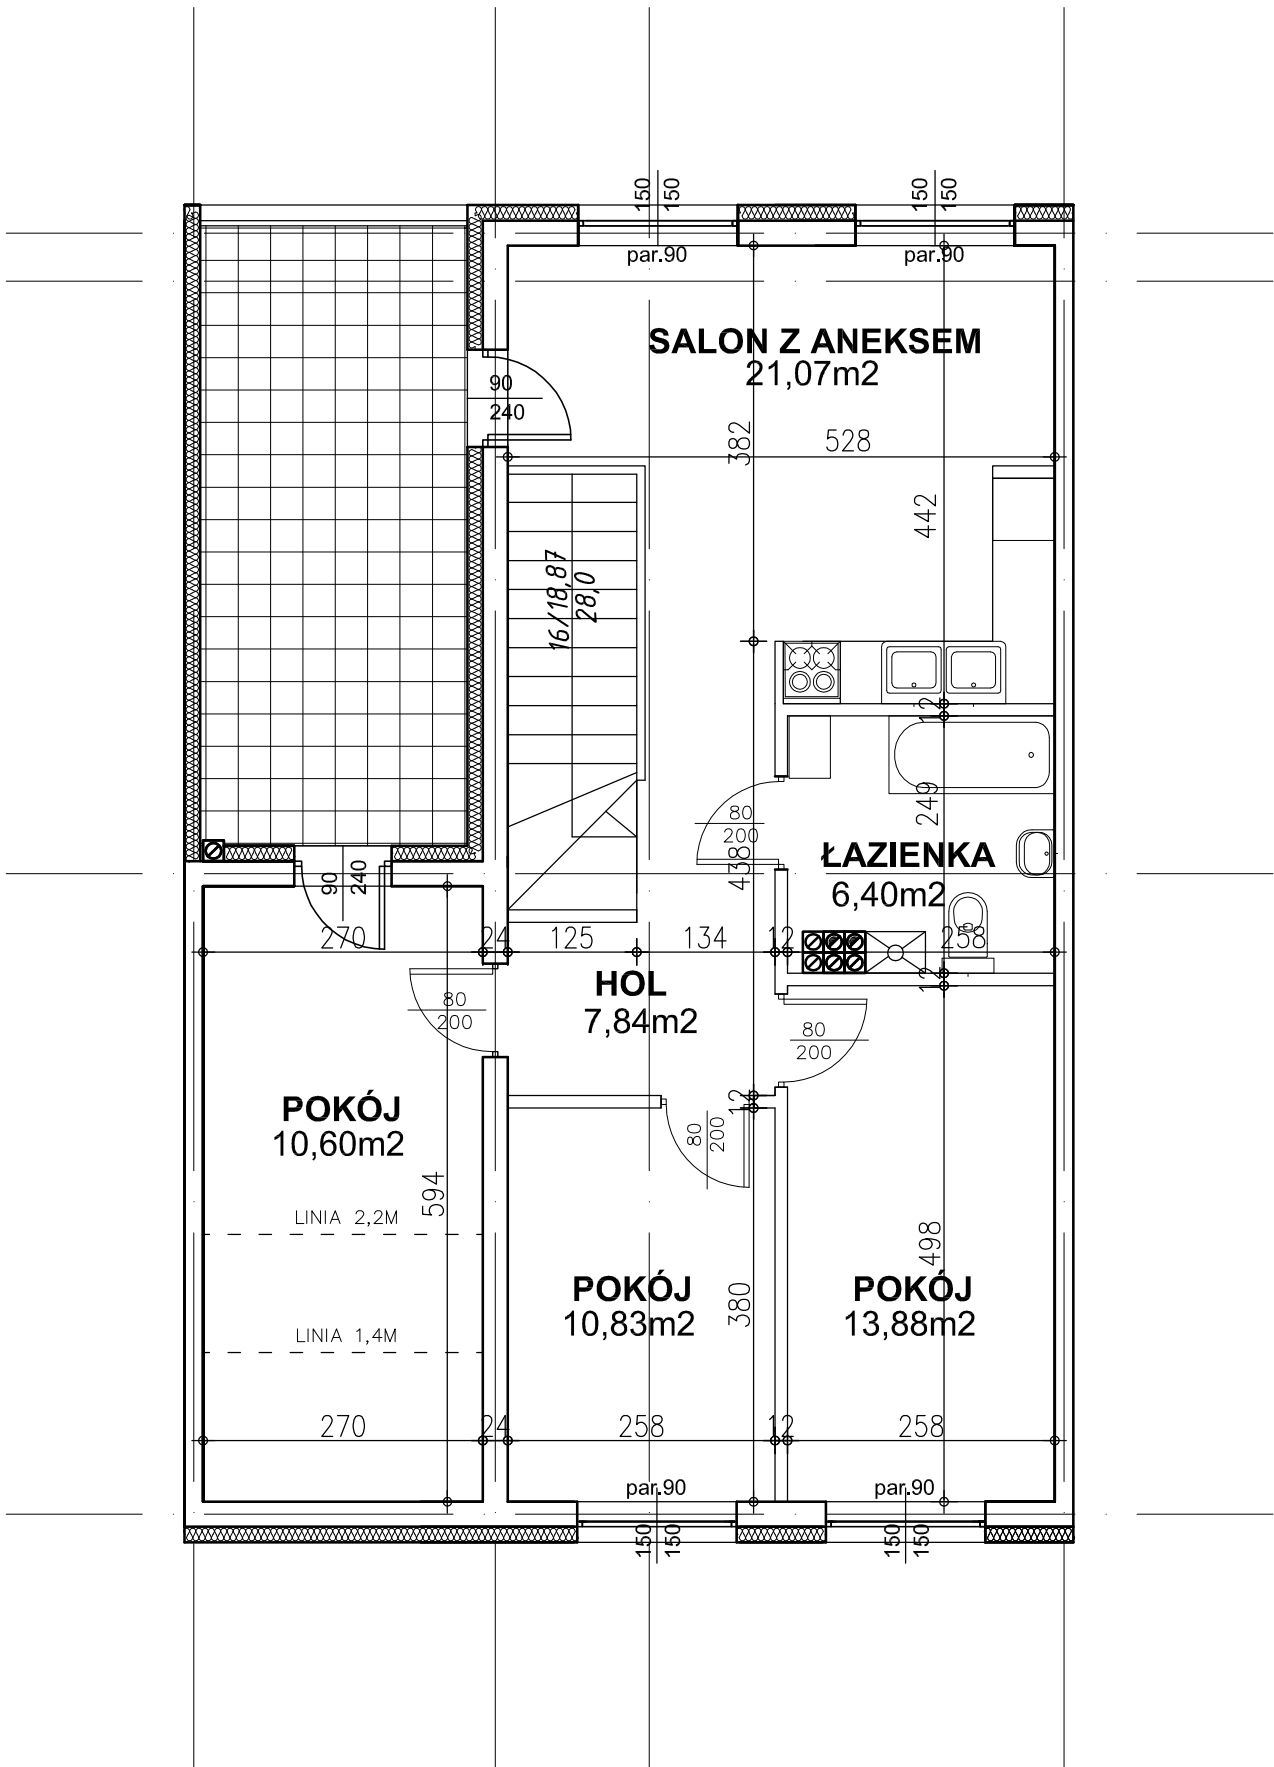 150
150
150
150
par.90
par.90
SALON Z ANEKSEM
21,07m2
90
240
382
528
442
16/18,87
28,0
12
249
80
200
438
ŁAZIENKA
6,40m2
90
240
270
24
125
134
12
258
12
HOL
7,84m2
80
200
80
200
12
POKÓJ
10,60m2
80
200
594
LINIA 2,2M
498
POKÓJ
10,83m2
380
POKÓJ
13,88m2
LINIA 1,4M
270
24
258
12
258
par.90
par.90
150
150
150
150